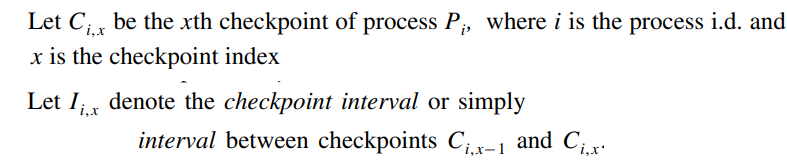 Let C_{i,x} be the xth checkpoint of process P_i, where i is the process i.d. and
x is the checkpoint index
Let I_{i,x} denote the checkpoint interval or simply
interval between checkpoints C_{i,x−1} and C_{i,x}.